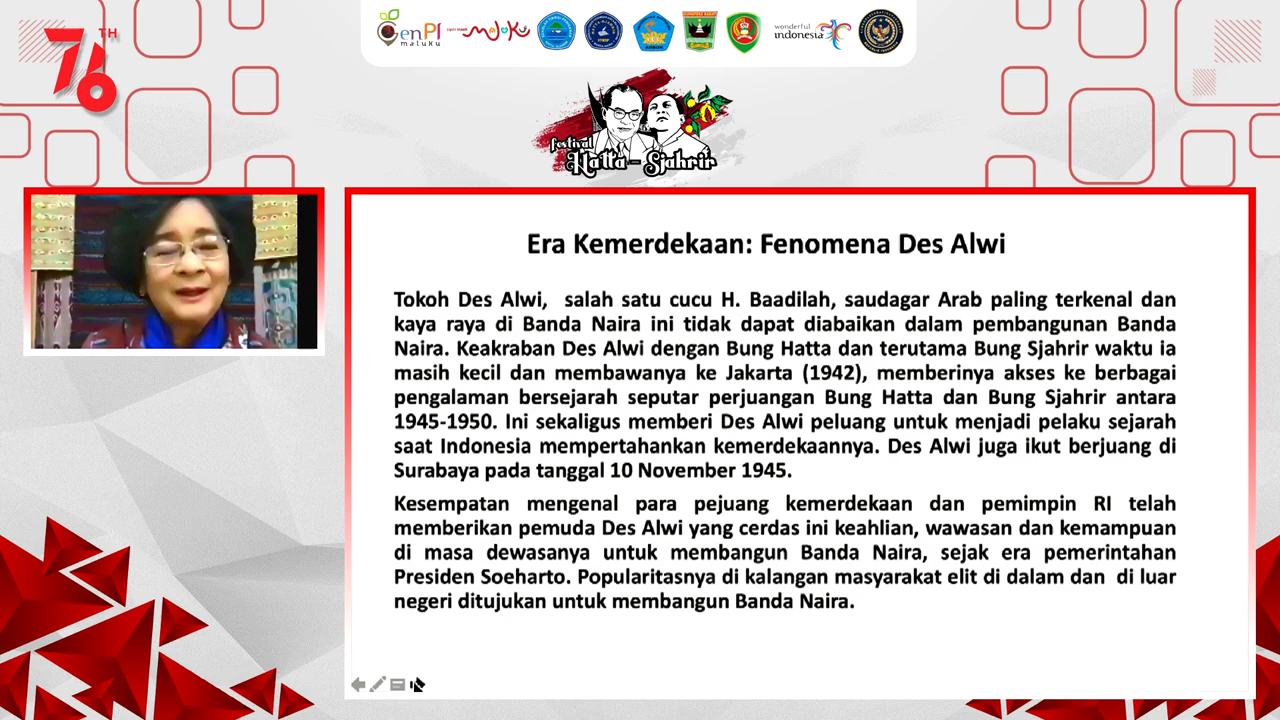 76TH
GenPI
maluku
wonderful
indonesia
festival
Hatta - Sjahrir
Era Kemerdekaan: Fenomena Des Alwi
Tokoh Des Alwi, salah satu cucu H. Baadilah, saudagar Arab paling terkenal dan
kaya raya di Banda Naira ini tidak dapat diabaikan dalam pembangunan Banda
Naira. Keakraban Des Alwi dengan Bung Hatta dan terutama Bung Sjahrir waktu ia
masih kecil dan membawanya ke Jakarta (1942), memberinya akses ke berbagai
pengalaman bersejarah seputar perjuangan Bung Hatta dan Bung Sjahrir antara
1945-1950. Ini sekaligus memberi Des Alwi peluang untuk menjadi pelaku sejarah
saat Indonesia mempertahankan kemerdekaannya. Des Alwi juga ikut berjuang di
Surabaya pada tanggal 10 November 1945.
Kesempatan mengenal para pejuang kemerdekaan dan pemimpin RI telah
memberikan pemuda Des Alwi yang cerdas ini keahlian, wawasan dan kemampuan
di masa dewasanya untuk membangun Banda Naira, sejak era pemerintahan
Presiden Soeharto. Popularitasnya di kalangan masyarakat elit di dalam dan di luar
negeri ditujukan untuk membangun Banda Naira.